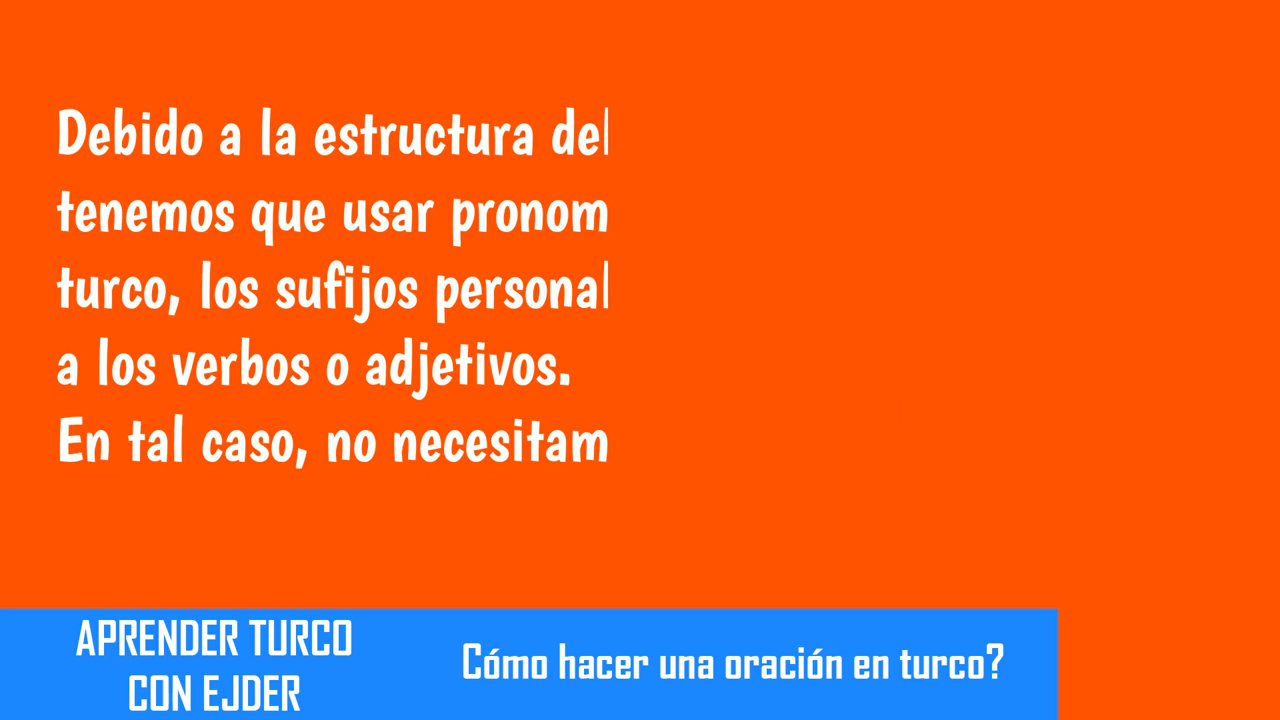 Debido a la estructura del
tenemos que usar pronom
turco, los sufijos personal
a los verbos o adjetivos.
En tal caso, no necesitam
APRENDER TURCO
CON EJDER
Cómo hacer una oración en turco?